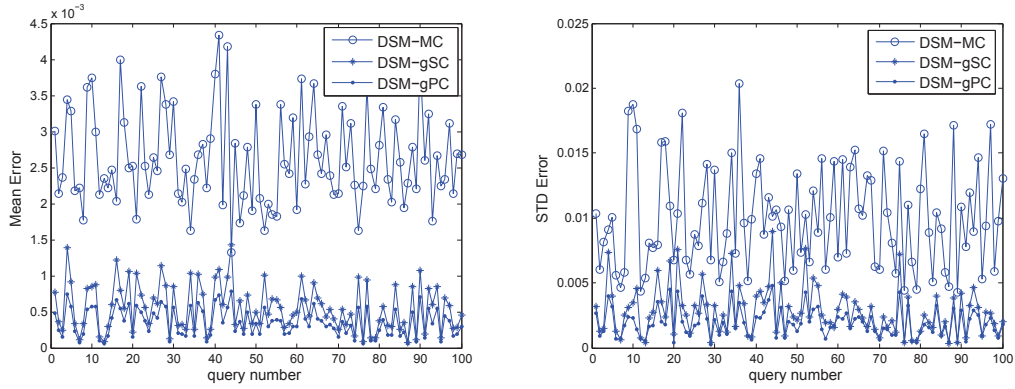 4.5 x 10⁻³
4
3.5
3
2.5
2
1.5
1
0.5
0
Mean Error
0 10 20 30 40 50 60 70 80 90 100
query number
DSM−MC
DSM−gSC
DSM−gPC
0.025
0.02
0.015
0.01
0.005
0
STD Error
0 10 20 30 40 50 60 70 80 90 100
query number
DSM−MC
DSM−gSC
DSM−gPC